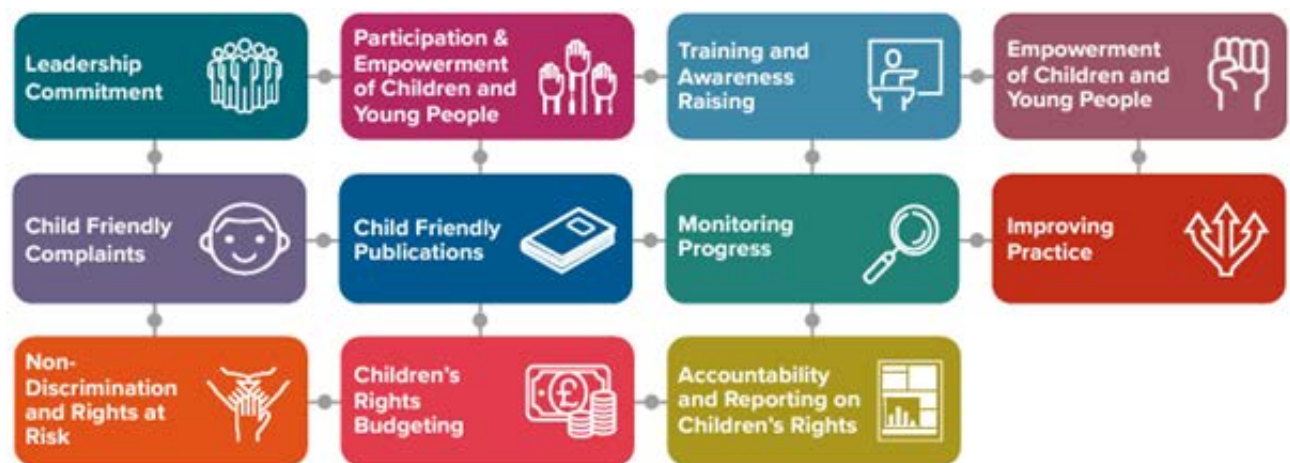 Leadership
Commitment
Participation &
Empowerment
of Children and
Young People
Training and
Awareness
Raising
Empowerment
of Children and
Young People
Child Friendly
Complaints
Child Friendly
Publications
Monitoring
Progress
Improving
Practice
Non-
Discrimination
and Rights at
Risk
Children's
Rights
Budgeting
£
Accountability
and Reporting on
Children's Rights